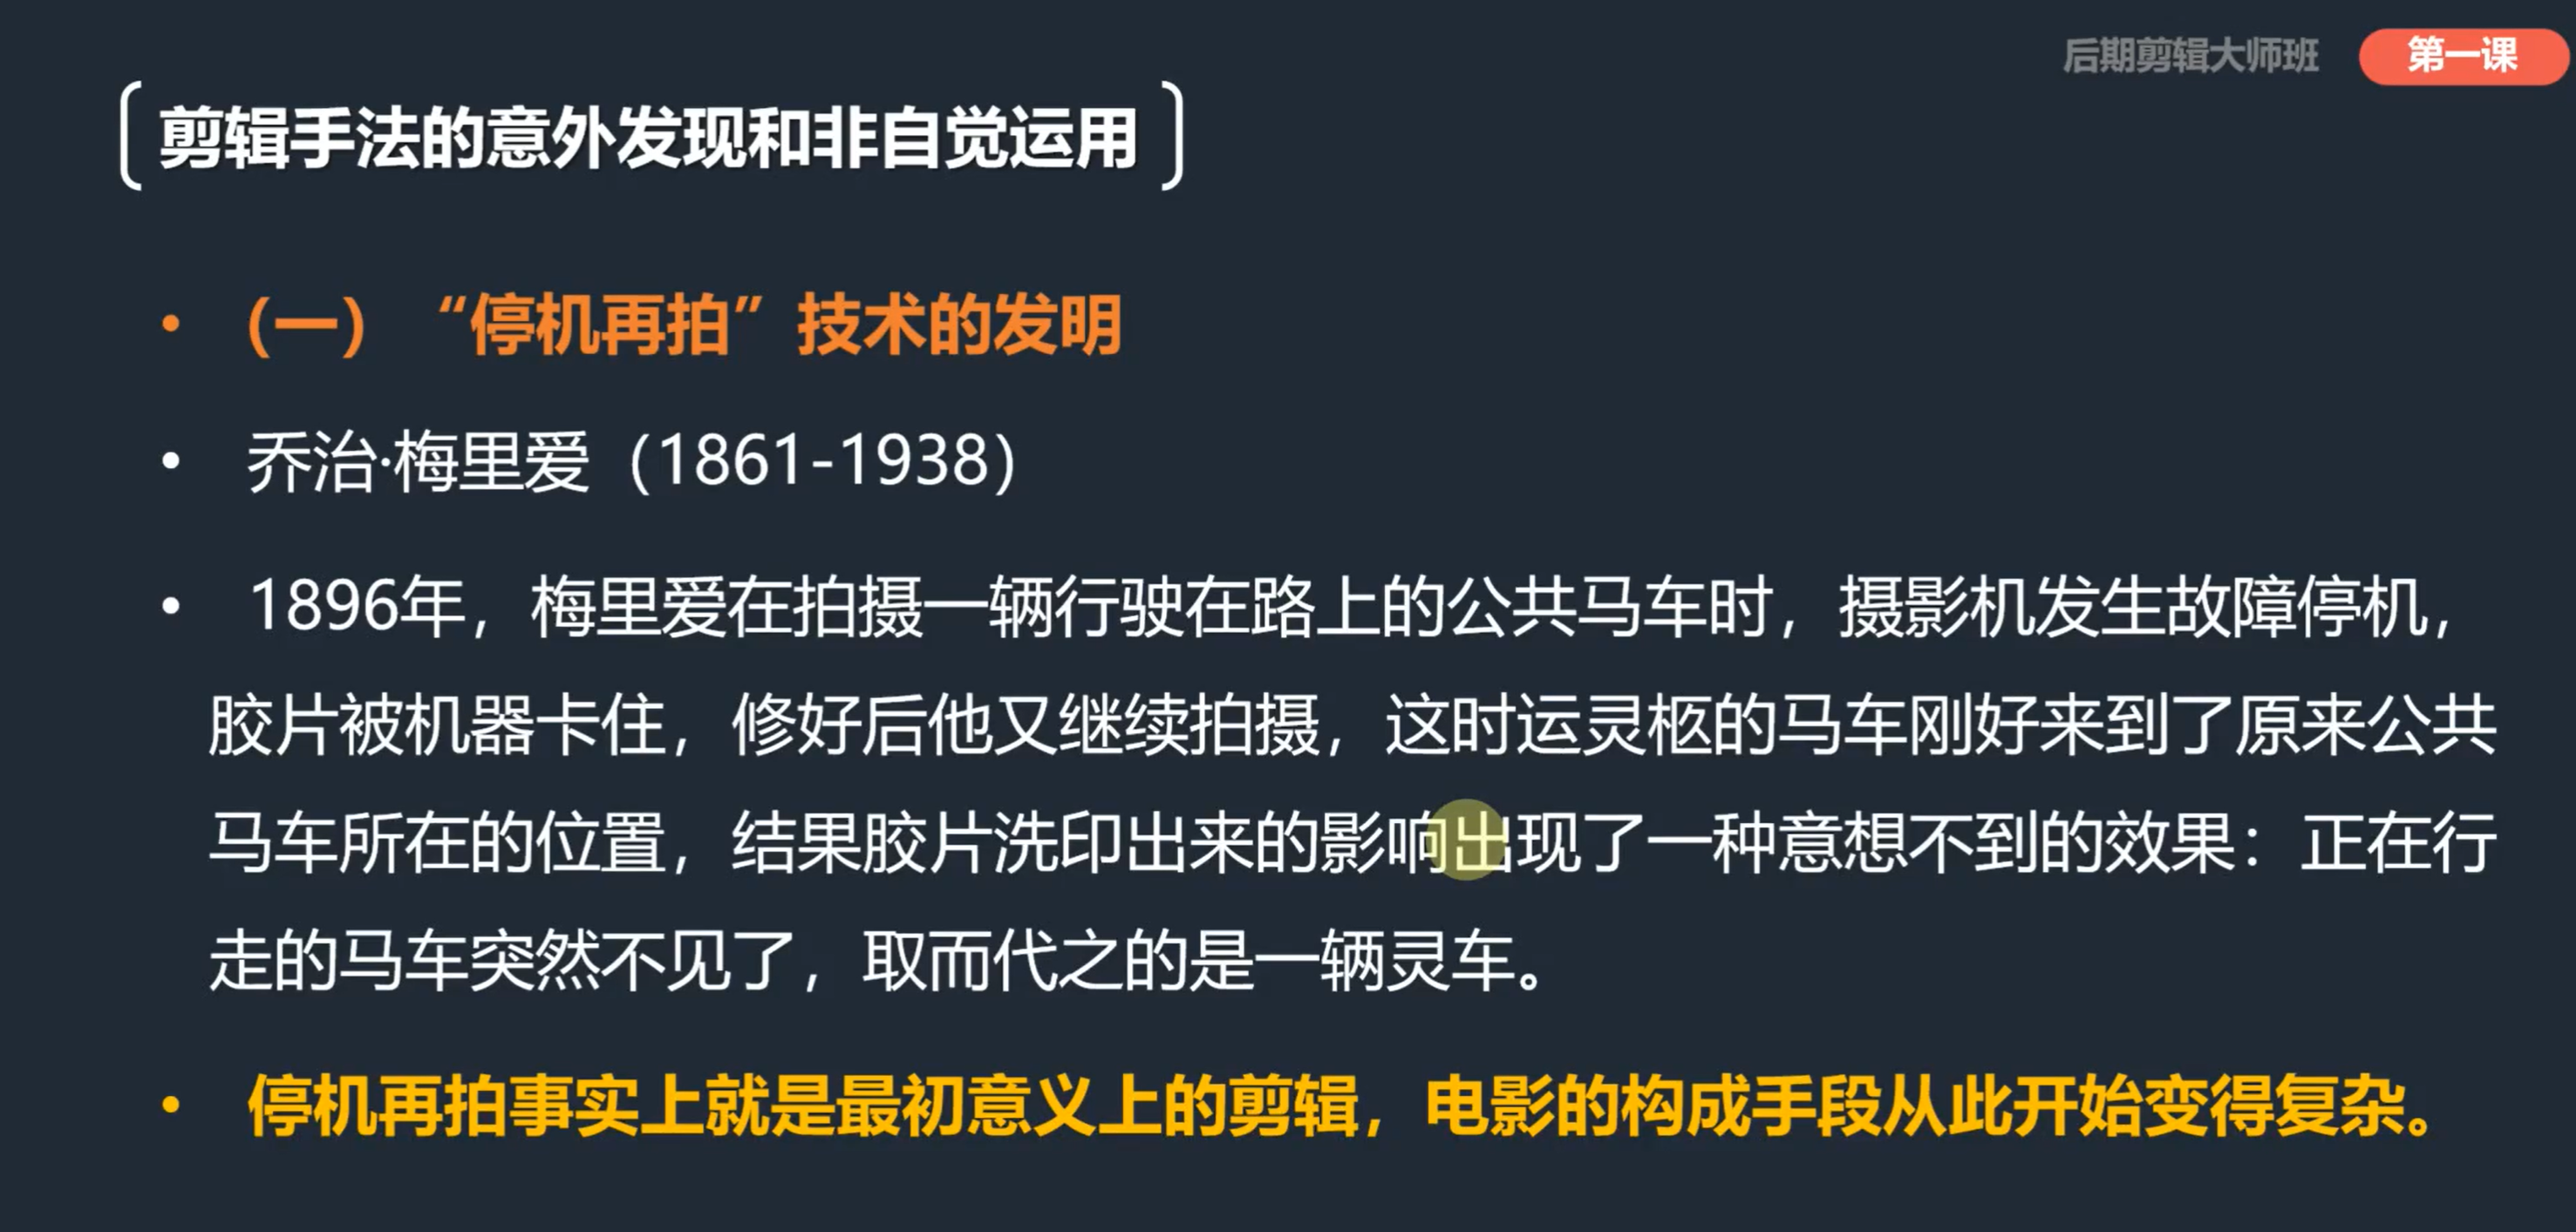 后期剪辑大师班 第一课
剪辑手法的意外发现和非自觉运用
• （一）“停机再拍”技术的发明
• 乔治·梅里爱（1861-1938）
• 1896年，梅里爱在拍摄一辆行驶在路上的公共马车时，摄影机发生故障停机，
胶片被机器卡住，修好后他又继续拍摄，这时运灵柩的马车刚好来到了原来公共
马车所在的位置，结果胶片洗印出来的影响出现了一种意想不到的效果：正在行
走的马车突然不见了，取而代之的是一辆灵车。
• 停机再拍事实上就是最初意义上的剪辑，电影的构成手段从此开始变得复杂。